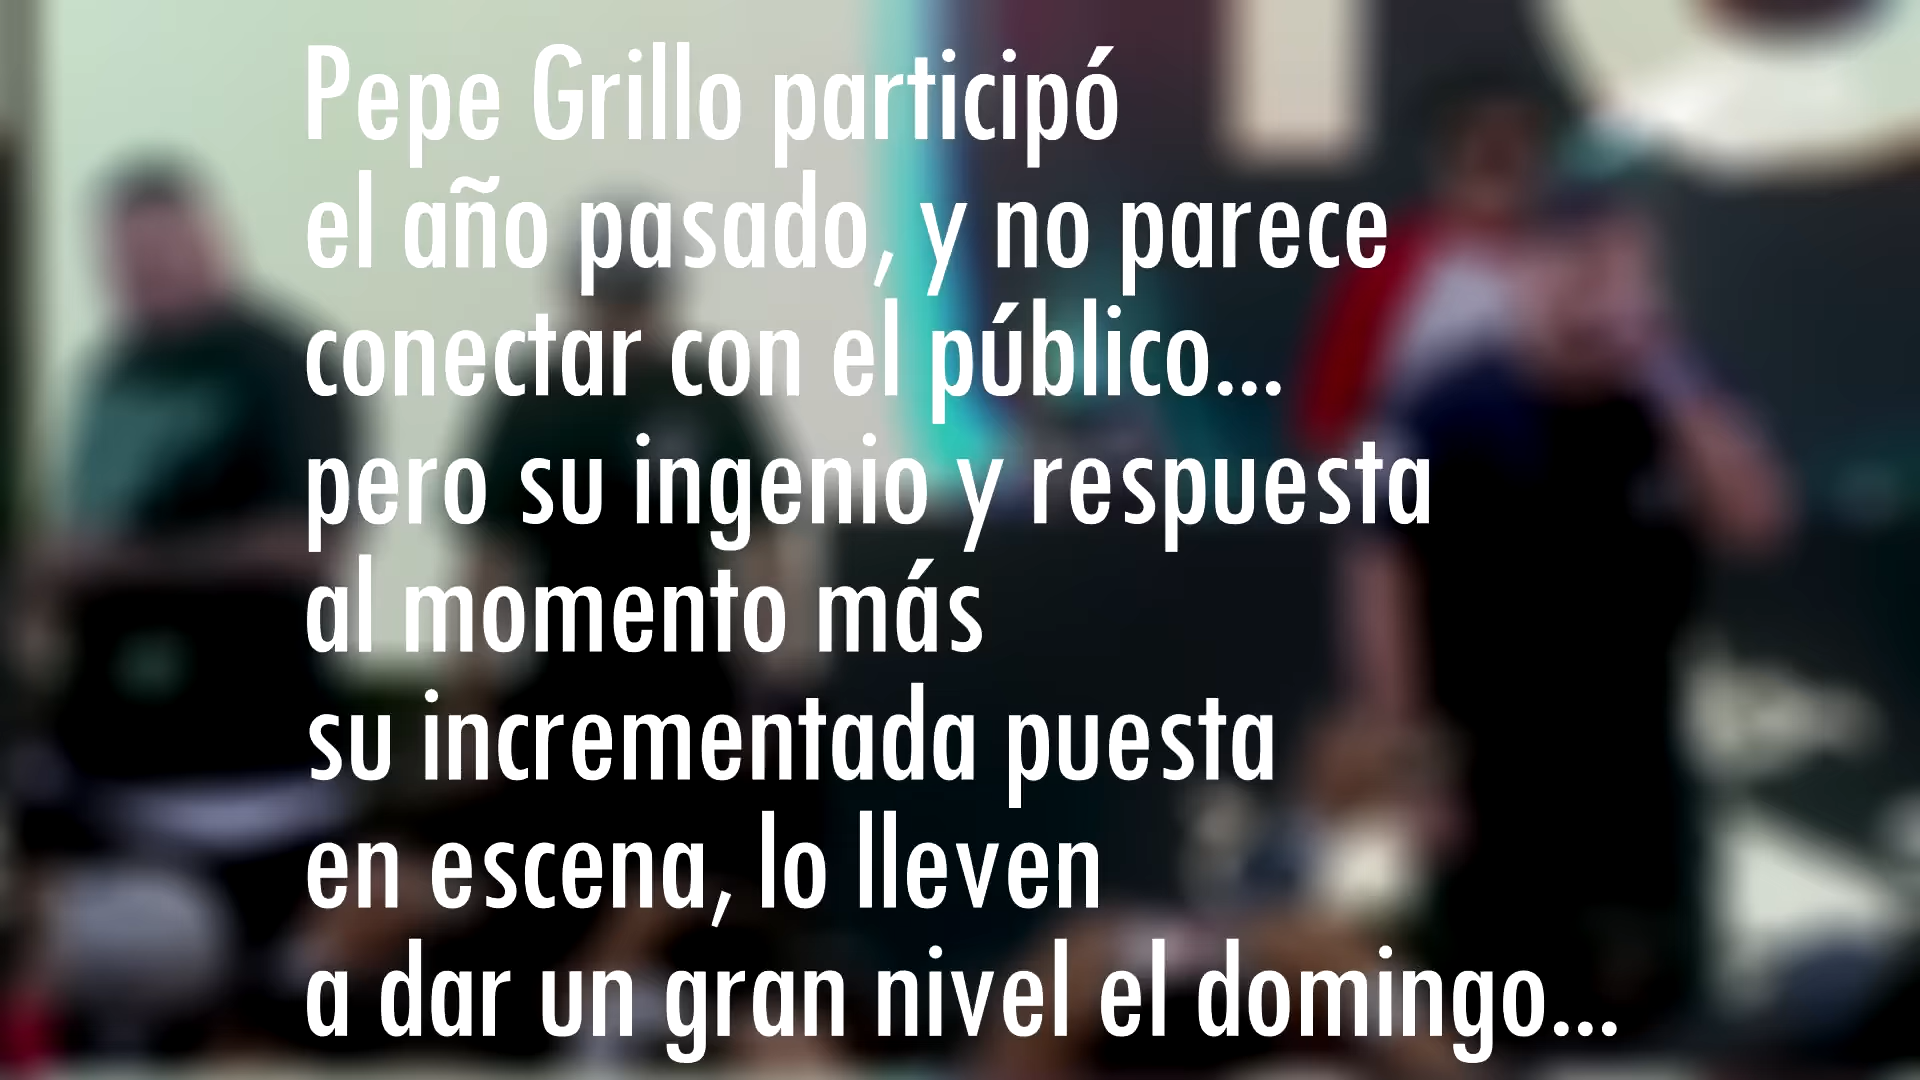 Pepe Grillo participó
el año pasado, y no parece
conectar con el público...
pero su ingenio y respuesta
al momento más
su incrementada puesta
en escena, lo lleven
a dar un gran nivel el domingo...